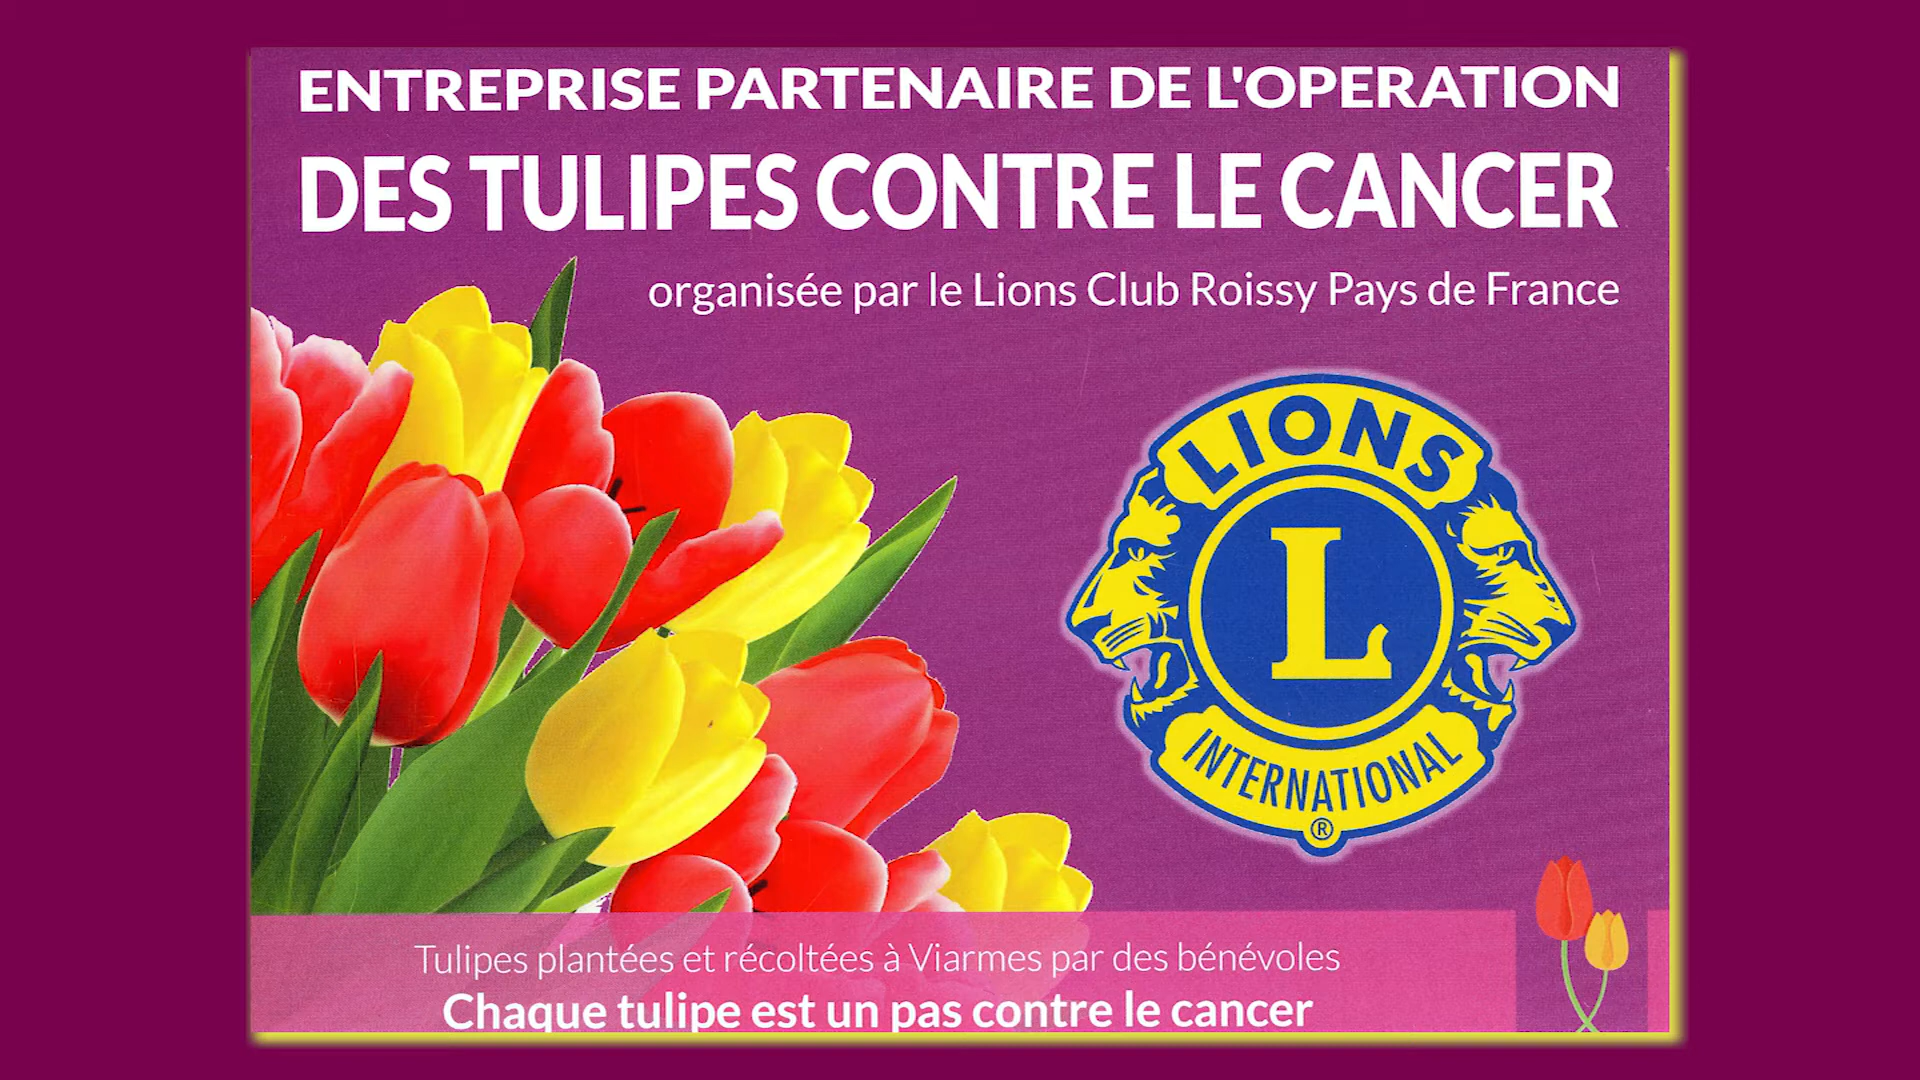 ENTREPRISE PARTENAIRE DE L'OPERATION
DES TULIPES CONTRE LE CANCER
organisée par le Lions Club Roissy Pays de France
LIONS
L
INTERNATIONAL
®
Tulipes plantées et récoltées à Viarmes par des bénévoles
Chaque tulipe est un pas contre le cancer